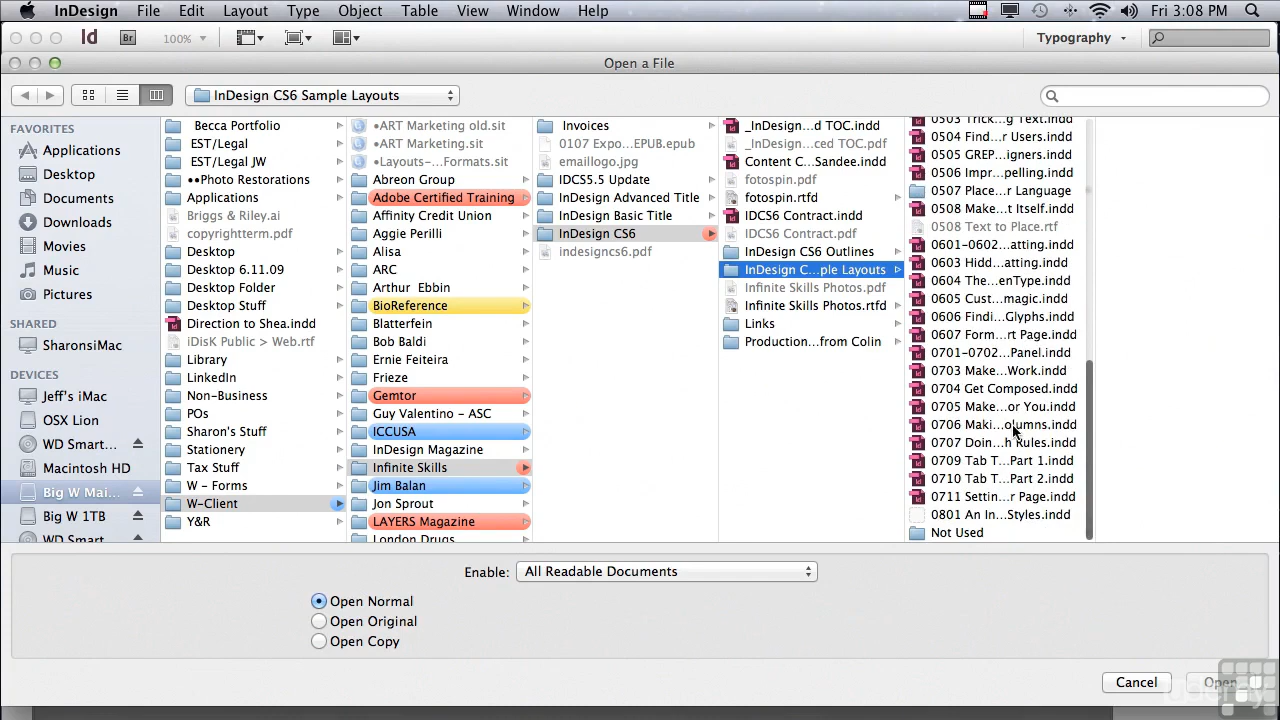 InDesign File Edit Layout Type Object Table View Window Help Fri 3:08 PM
Id Br 100% Typography
Open a File
InDesign CS6 Sample Layouts
FAVORITES
Applications
Desktop
Documents
Downloads
Movies
Music
Pictures
SHARED
SharonsiMac
DEVICES
Jeff's iMac
OSX Lion
WD Smart...
Macintosh HD
Big W Mai...
Big W 1TB
WD Smart...
Becca Portfolio
EST/Legal
EST/Legal JW
••Photo Restorations
Applications
Briggs & Riley.ai
copyrightterm.pdf
Desktop
Desktop 6.11.09
Desktop Folder
Desktop Stuff
Direction to Shea.indd
iDisK Public > Web.rtf
Library
LinkedIn
Non-Business
POs
Sharon's Stuff
Stationery
Tax Stuff
W - Forms
W-Client
Y&R
•ART Marketing old.sit
•ART Marketing.sit
•Layouts-...Formats.sit
Abreon Group
Adobe Certified Training
Affinity Credit Union
Aggie Perilli
Alisa
ARC
Arthur Ebbin
BioReference
Blatterfein
Bob Baldi
Ernie Feiteira
Frieze
Gemtor
Guy Valentino - ASC
ICCUSA
InDesign Magazine
Infinite Skills
Jim Balan
Jon Sprout
LAYERS Magazine
London Drugs
Invoices
0107 Expo...EPUB.epub
emaillogo.jpg
IDCS5.5 Update
InDesign Advanced Title
InDesign Basic Title
InDesign CS6
indesigncs6.pdf
_InDesign...d TOC.indd
_InDesign...ced TOC.pdf
Content C...Sandee.indd
fotospin.pdf
fotospin.rtfd
IDCS6 Contract.indd
IDCS6 Contract.pdf
InDesign CS6 Outlines
InDesign C...ple Layouts
Infinite Skills Photos.pdf
Infinite Skills Photos.rtfd
Links
Production...from Colin
0503 Trick...g Text.indd
0504 Find...r Users.indd
0505 GREP...igners.indd
0506 Impr...pelling.indd
0507 Place...r Language
0508 Make...t Itself.indd
0508 Text to Place.rtf
0601-0602...atting.indd
0603 Hidd...atting.indd
0604 The...enType.indd
0605 Cust...magic.indd
0606 Findi...Glyphs.indd
0607 Form...rt Page.indd
0701-0702...Panel.indd
0703 Make...Work.indd
0704 Get Composed.indd
0705 Make...or You.indd
0706 Maki...olumns.indd
0707 Doin...h Rules.indd
0709 Tab T...Part 1.indd
0710 Tab T...Part 2.indd
0711 Settin...r Page.indd
0801 An In...Styles.indd
Not Used
Enable: All Readable Documents
Open Normal
Open Original
Open Copy
Cancel Open